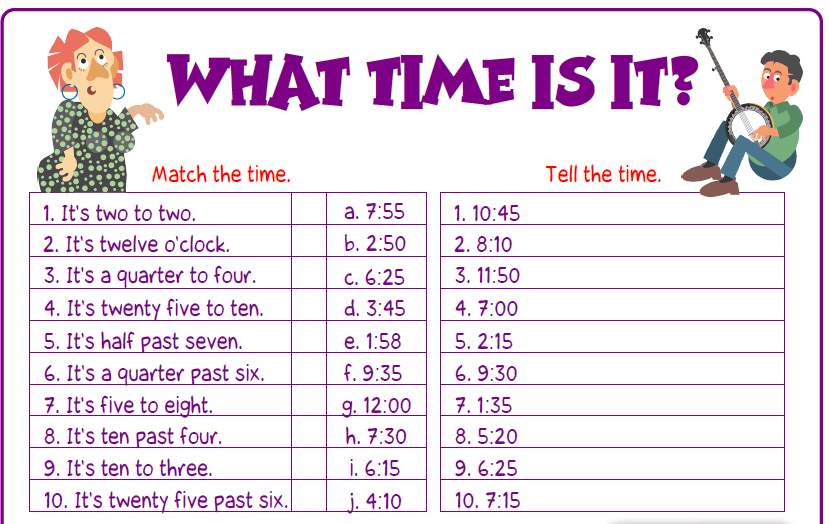 WHAT TIME IS IT?
Match the time.
1. It's two to two.
a. 7:55
2. It's twelve o'clock.
b. 2:50
3. It's a quarter to four.
c. 6:25
4. It's twenty five to ten.
d. 3:45
5. It's half past seven.
e. 1:58
6. It's a quarter past six.
f. 9:35
7. It's five to eight.
g. 12:00
8. It's ten past four.
h. 7:30
9. It's ten to three.
i. 6:15
10. It's twenty five past six.
j. 4:10
Tell the time.
1. 10:45
2. 8:10
3. 11:50
4. 7:00
5. 2:15
6. 9:30
7. 1:35
8. 5:20
9. 6:25
10. 7:15